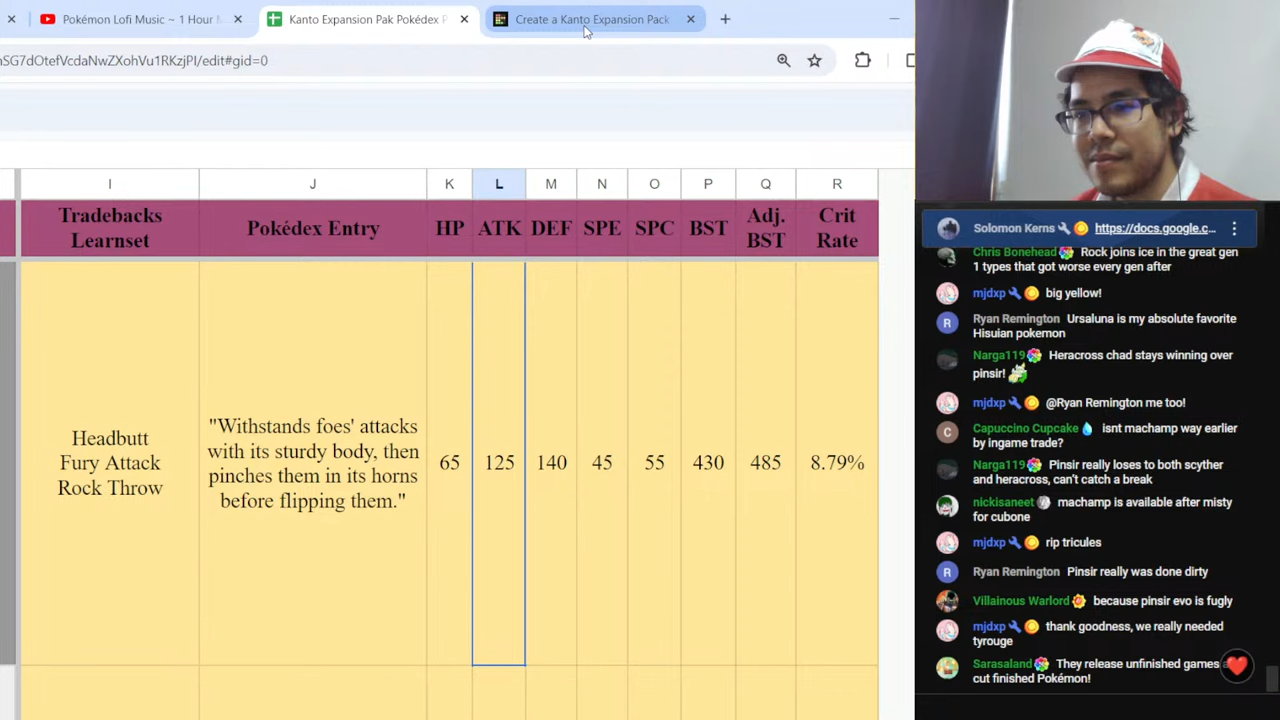 Pokémon Lofi Music ~ 1 Hour
Kanto Expansion Pak Pokédex
Create a Kanto Expansion Pack
SG7dOtefVcdaNwZXohVu1RKzjPI/edit#gid=0
I J K L M N O P Q R
Tradebacks
Learnset
Pokédex Entry
HP ATK DEF SPE SPC BST
Adj.
BST
Crit
Rate
Headbutt
Fury Attack
Rock Throw
"Withstands foes' attacks
with its sturdy body, then
pinches them in its horns
before flipping them."
65 125 140 45 55 430 485 8.79%
Solomon Kerns https://docs.google.c...
Chris Bonehead Rock joins ice in the great gen
1 types that got worse every gen after
mjdxp big yellow!
Ryan Remington Ursaluna is my absolute favorite
Hisuian pokemon
Narga119 Heracross chad stays winning over
pinsir!
mjdxp @Ryan Remington me too!
Capuccino Cupcake isnt machamp way earlier
by ingame trade?
Narga119 Pinsir really loses to both scyther
and heracross, can't catch a break
nickisaneet machamp is available after misty
for cubone
mjdxp rip tricules
Ryan Remington Pinsir really was done dirty
Villainous Warlord because pinsir evo is fugly
mjdxp thank goodness, we really needed
tyrouge
Sarasaland They release unfinished games
cut finished Pokémon!